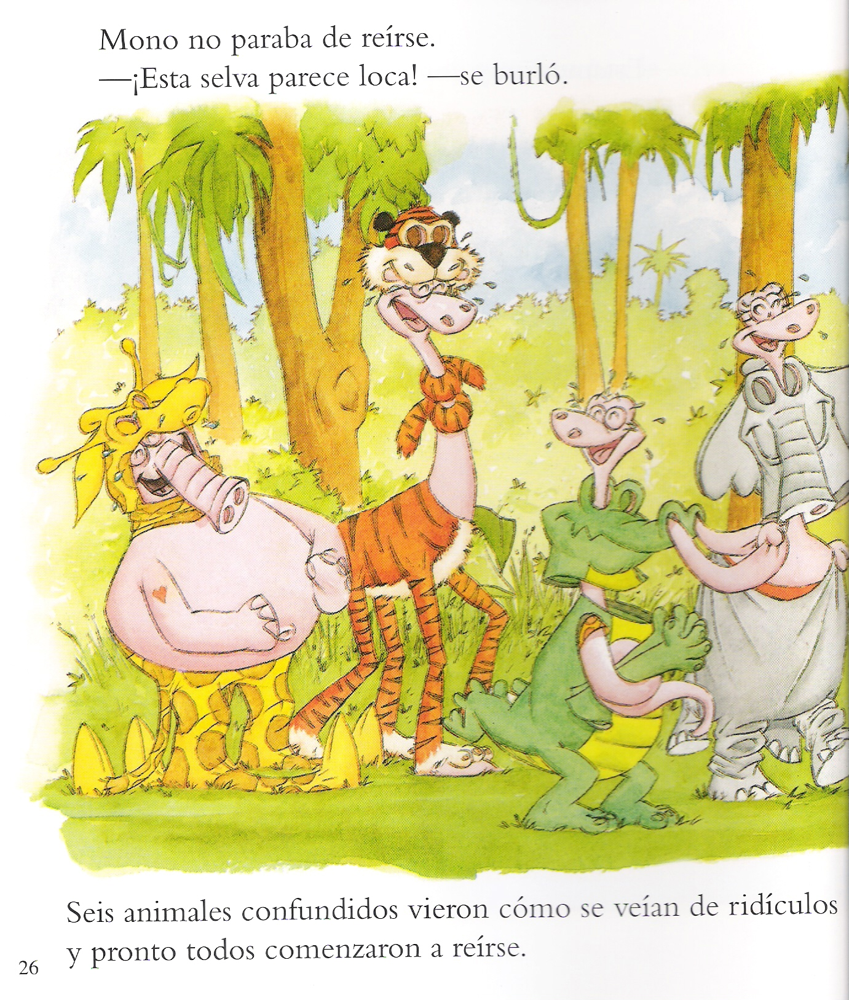 Mono no paraba de reírse.
—¡Esta selva parece loca! —se burló.
Seis animales confundidos vieron cómo se veían de ridículos
y pronto todos comenzaron a reírse.
26